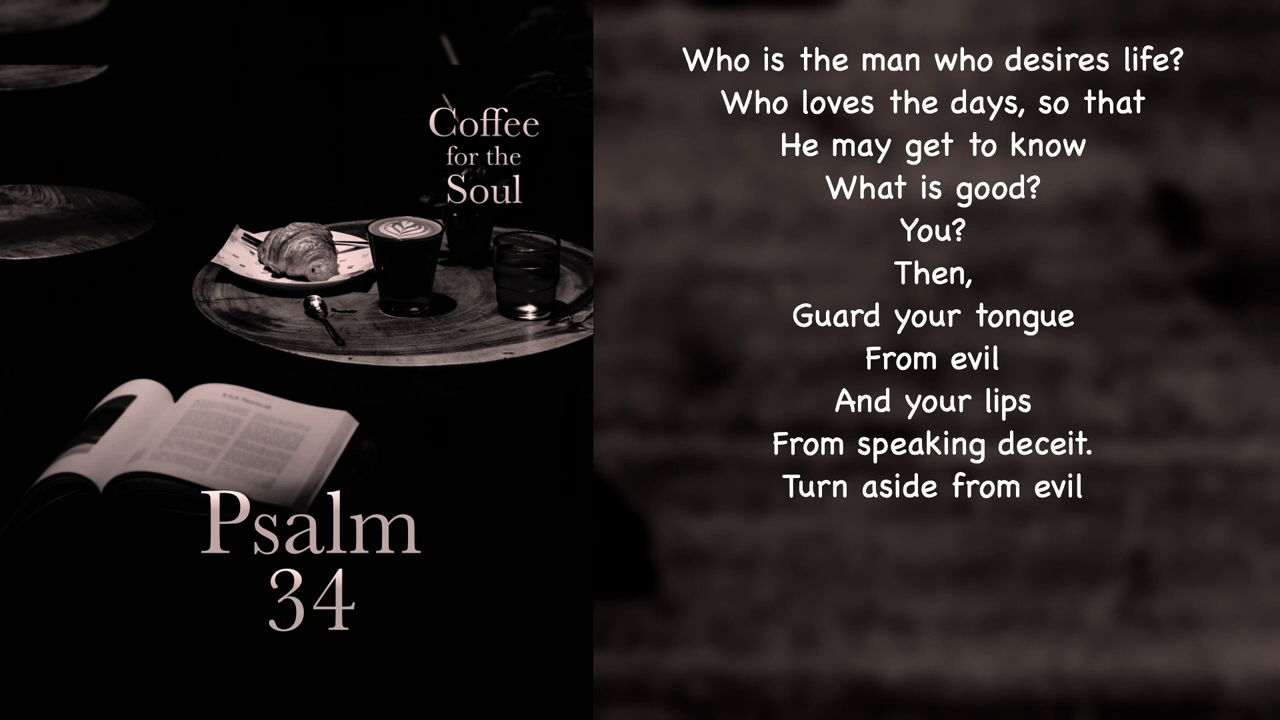 Coffee
for the
Soul
Psalm
34
Who is the man who desires life?
Who loves the days, so that
He may get to know
What is good?
You?
Then,
Guard your tongue
From evil
And your lips
From speaking deceit.
Turn aside from evil